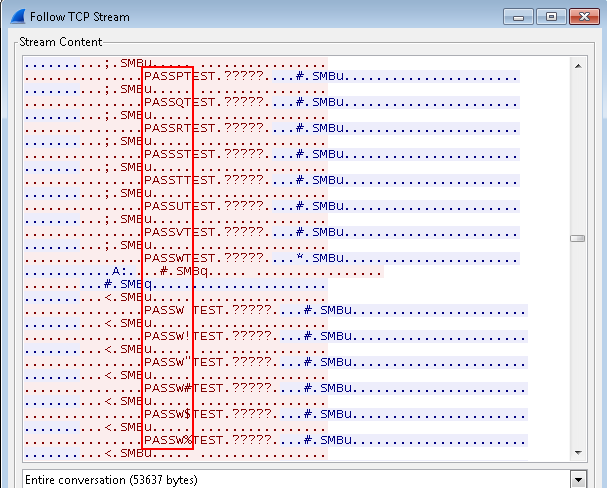 Follow TCP Stream
Stream Content
..........;.SMBu......................
...............PASSPTEST.?????. ...#.SMBu......................
..........;.SMBu......................
...............PASSQTEST.?????. ...#.SMBu......................
..........;.SMBu......................
...............PASSRTEST.?????. ...#.SMBu......................
..........;.SMBu......................
...............PASSSTEST.?????. ...#.SMBu......................
..........;.SMBu......................
...............PASSTTEST.?????. ...#.SMBu......................
..........;.SMBu......................
...............PASSUTEST.?????. ...#.SMBu......................
..........;.SMBu......................
...............PASSVTEST.?????. ...#.SMBu......................
..........;.SMBu......................
...............PASSWTEST.?????. ...*.SMBu......................
...........A:.. ...#.SMBq......................
..........#.SMBq......................
..........<.SMBu......................
...............PASSW TEST.?????. ...#.SMBu......................
..........<.SMBu......................
...............PASSW!TEST.?????. ...#.SMBu......................
..........<.SMBu......................
...............PASSW"TEST.?????. ...#.SMBu......................
..........<.SMBu......................
...............PASSW#TEST.?????. ...#.SMBu......................
..........<.SMBu......................
...............PASSW$TEST.?????. ...#.SMBu......................
..........<.SMBu......................
...............PASSW%TEST.?????. ...#.SMBu......................
..........<.SMBu......................
Entire conversation (53637 bytes)